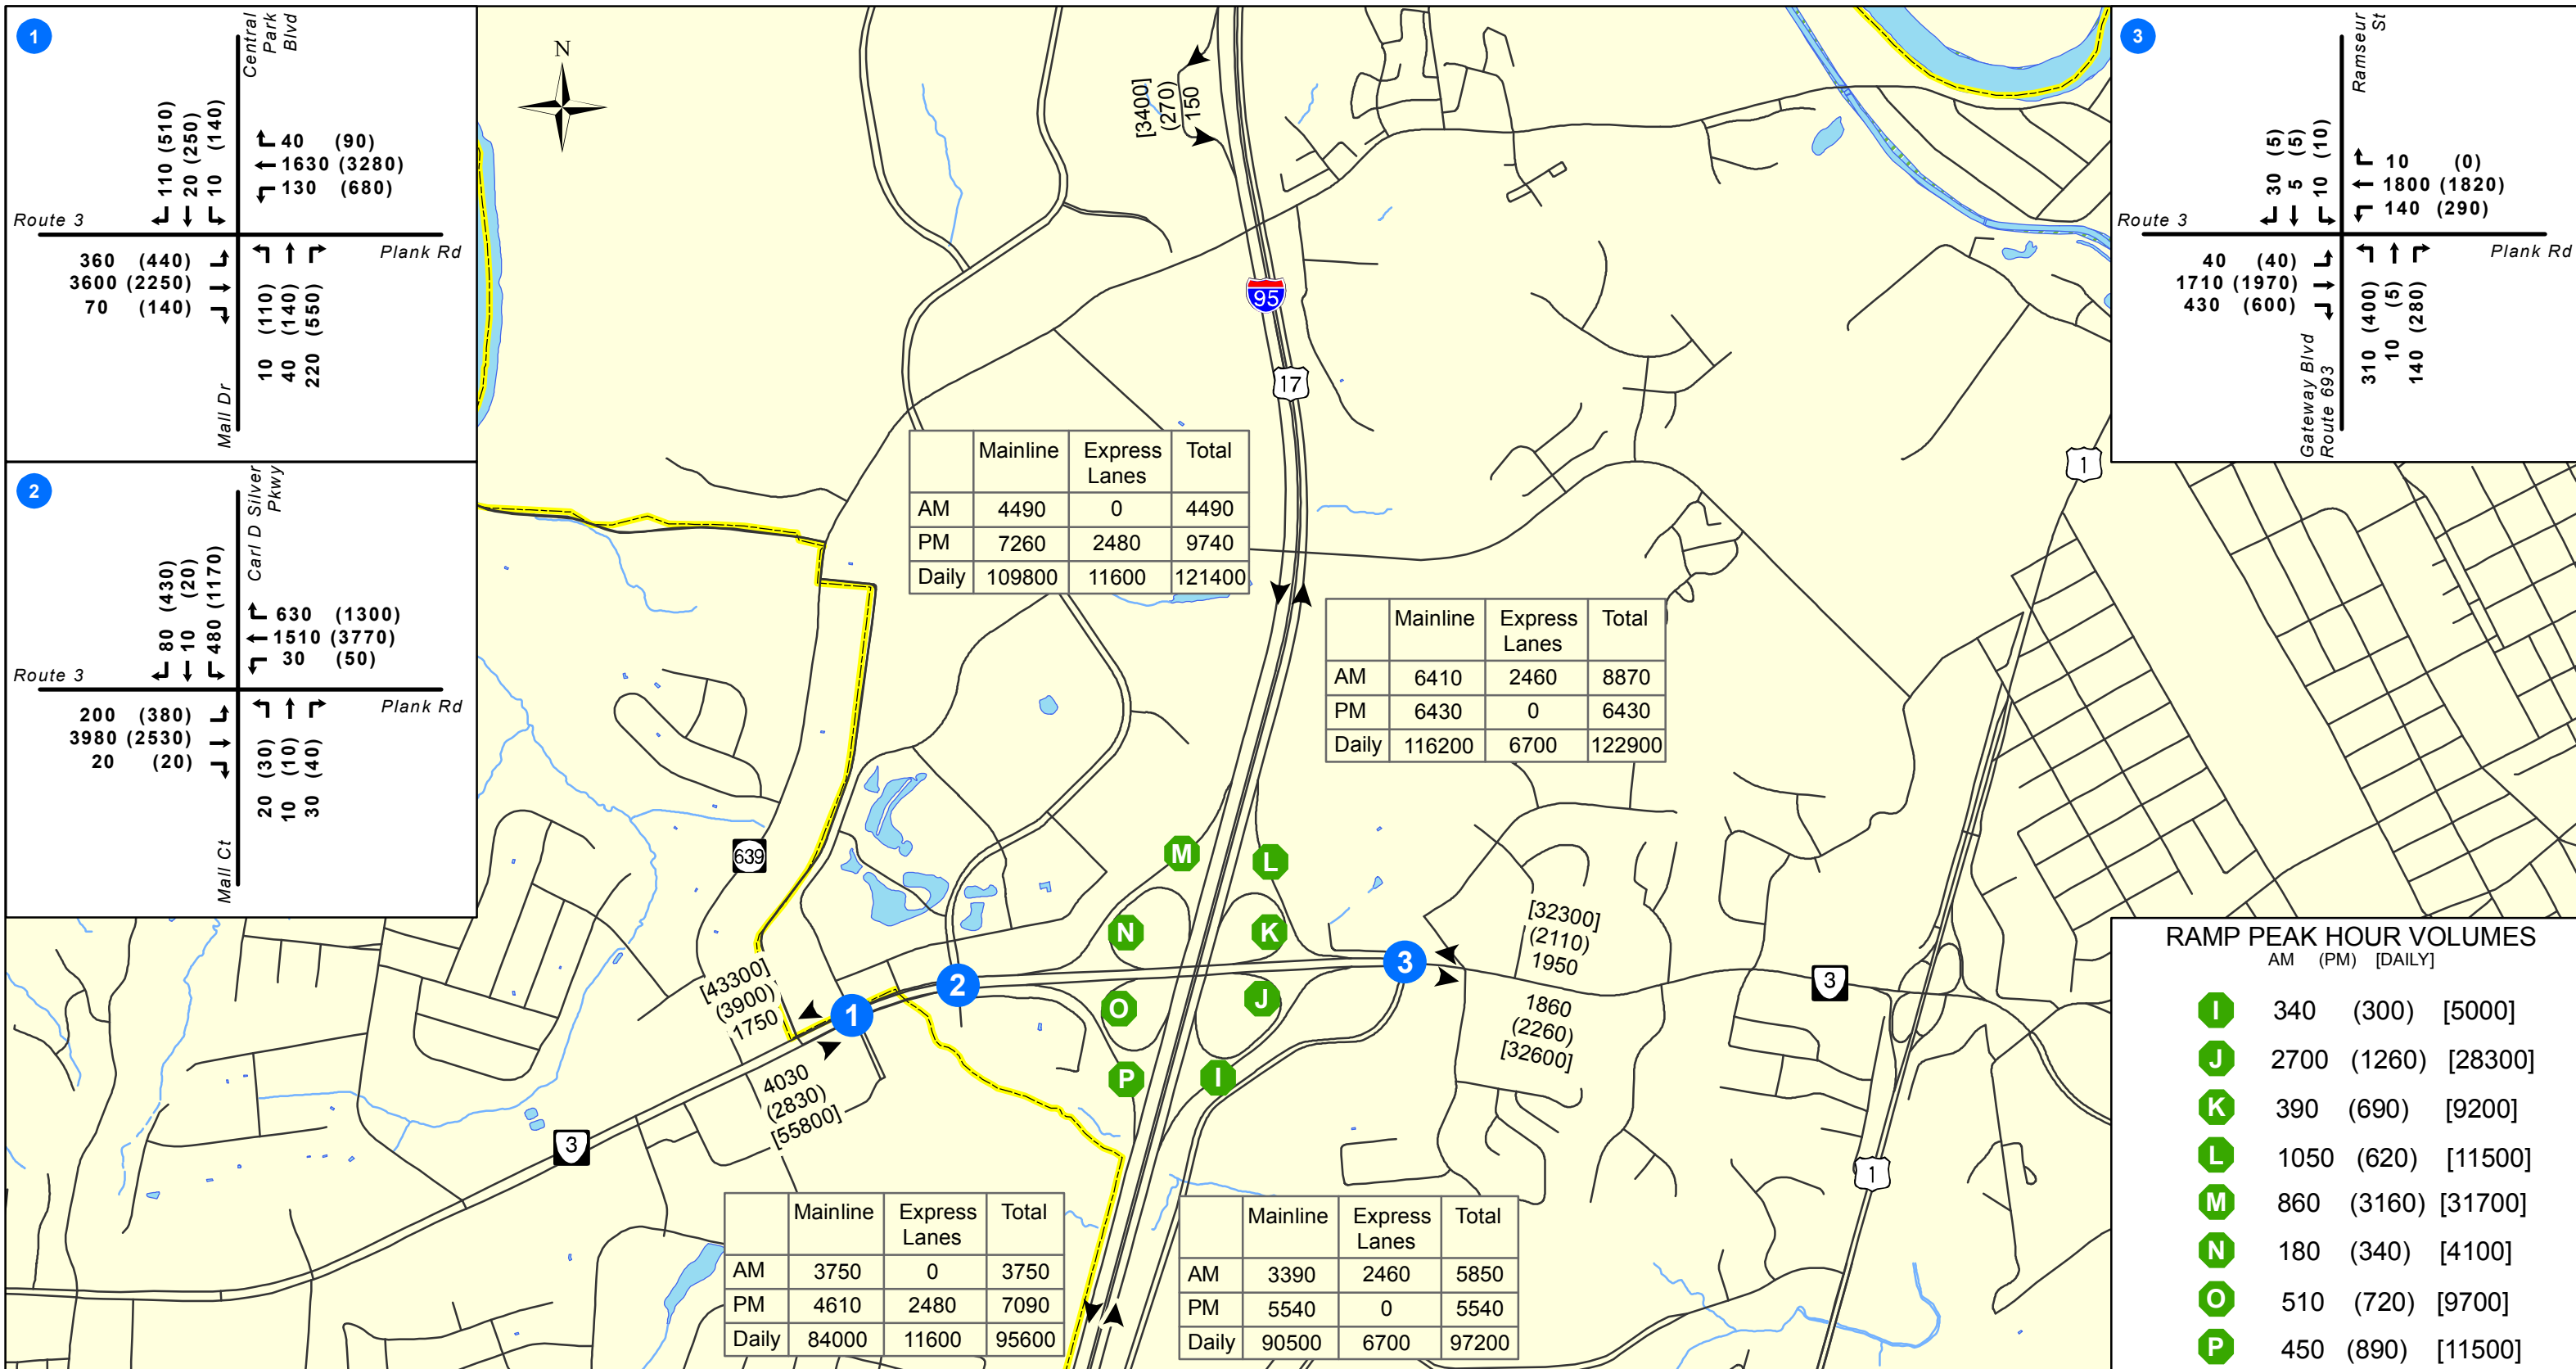 1
Central
Park
Blvd
110 (510)
20 (250)
10 (140)
40 (90)
1630 (3280)
130 (680)
Route 3
Plank Rd
360 (440)
3600 (2250)
70 (140)
10 (110)
40 (140)
220 (550)
Mall Dr
2
Carl D Silver
Pkwy
80 (430)
10 (20)
480 (1170)
630 (1300)
1510 (3770)
30 (50)
Route 3
Plank Rd
200 (380)
3980 (2530)
20 (20)
20 (30)
10 (10)
30 (40)
Mall Ct
3
Ramseur
St
30 (5)
5 (5)
10 (10)
10 (0)
1800 (1820)
140 (290)
Route 3
Plank Rd
40 (40)
1710 (1970)
430 (600)
310 (400)
10 (5)
140 (280)
Gateway Blvd
Route 693
N
[3400]
(270)
150
95
17
1
Mainline Express Lanes Total
AM 4490 0 4490
PM 7260 2480 9740
Daily 109800 11600 121400
Mainline Express Lanes Total
AM 6410 2460 8870
PM 6430 0 6430
Daily 116200 6700 122900
639
M
L
N
K
O
J
P
I
1
2
3
[43300]
(3900)
1750
4030
(2830)
[55800]
[32300]
(2110)
1950
1860
(2260)
[32600]
3
3
1
Mainline Express Lanes Total
AM 3750 0 3750
PM 4610 2480 7090
Daily 84000 11600 95600
Mainline Express Lanes Total
AM 3390 2460 5850
PM 5540 0 5540
Daily 90500 6700 97200
RAMP PEAK HOUR VOLUMES
AM (PM) [DAILY]
I 340 (300) [5000]
J 2700 (1260) [28300]
K 390 (690) [9200]
L 1050 (620) [11500]
M 860 (3160) [31700]
N 180 (340) [4100]
O 510 (720) [9700]
P 450 (890) [11500]